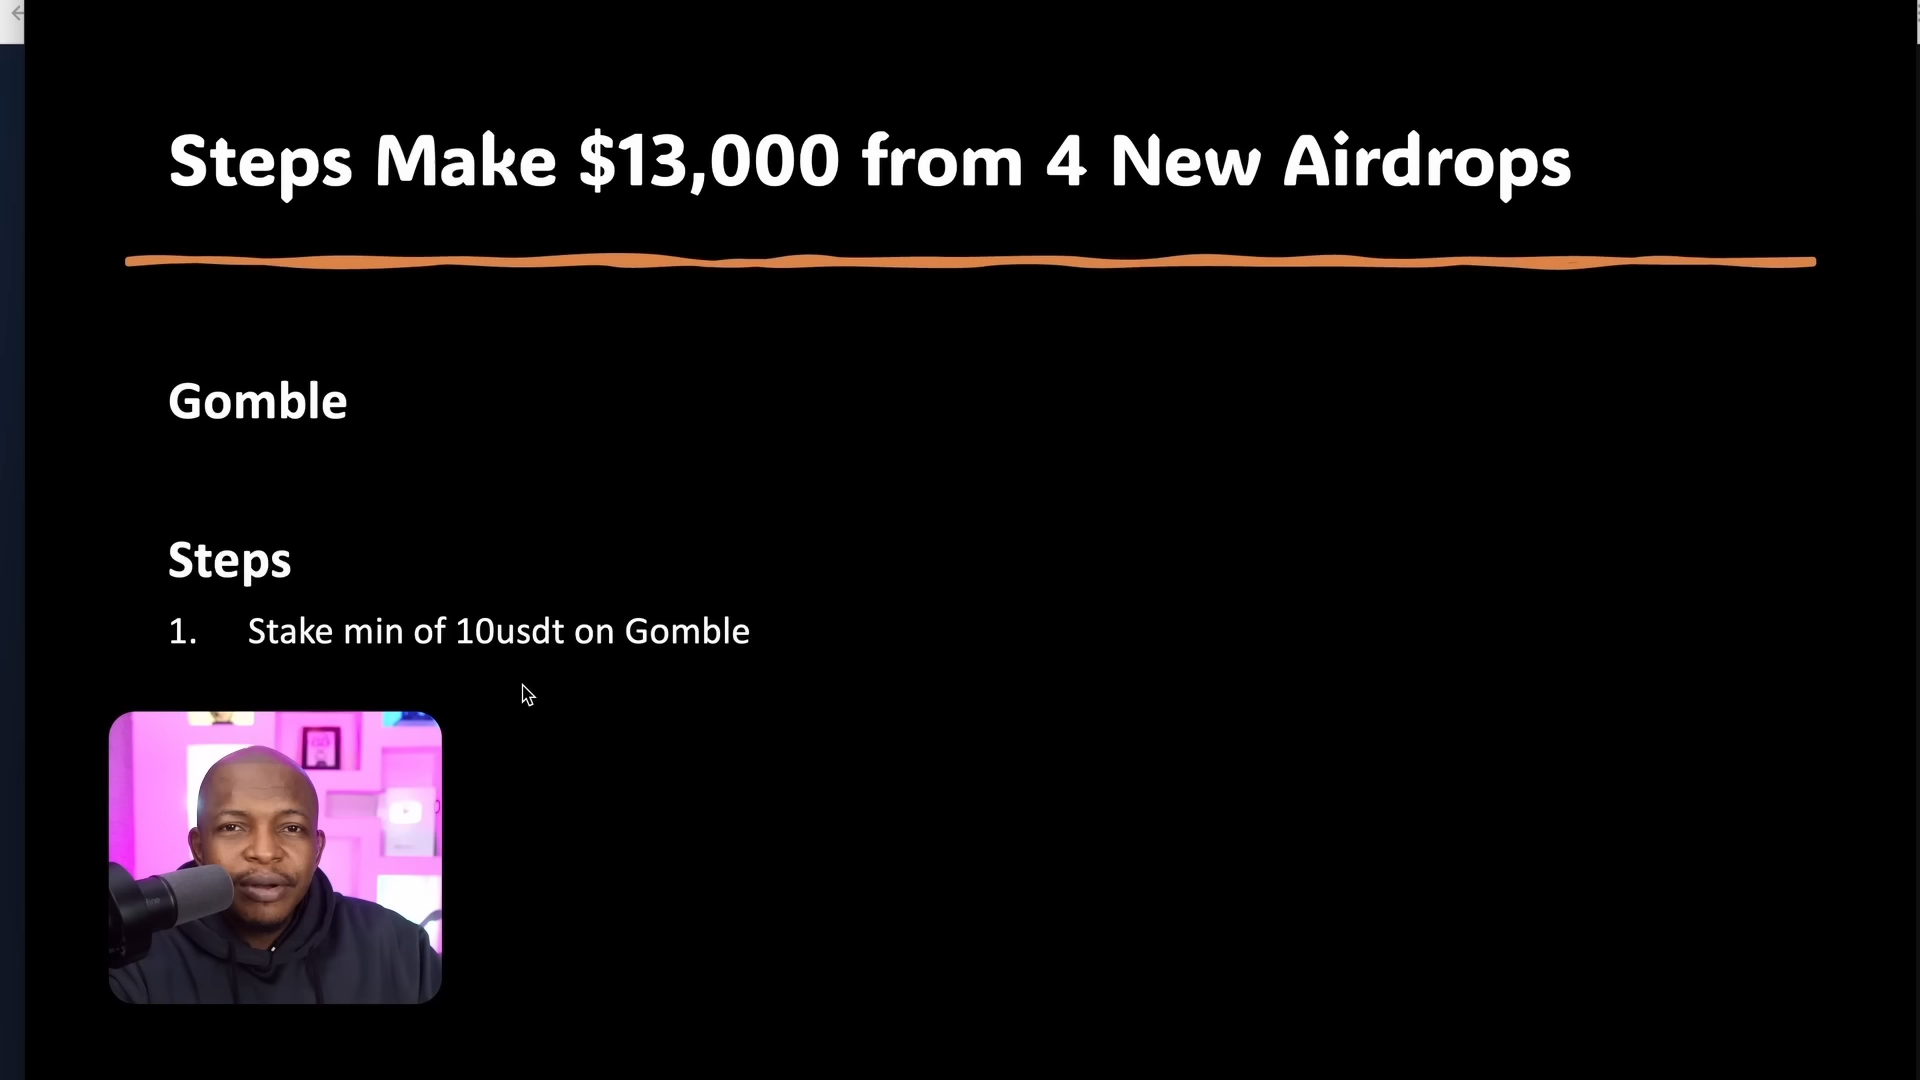 Steps Make $13,000 from 4 New Airdrops
Gomble
Steps
1. Stake min of 10usdt on Gomble